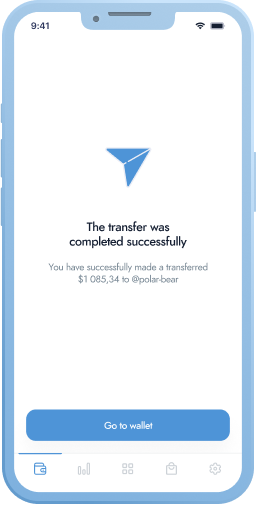 9:41
The transfer was
completed successfully
You have successfully made a transferred
$1 085,34 to @polar-bear
Go to wallet